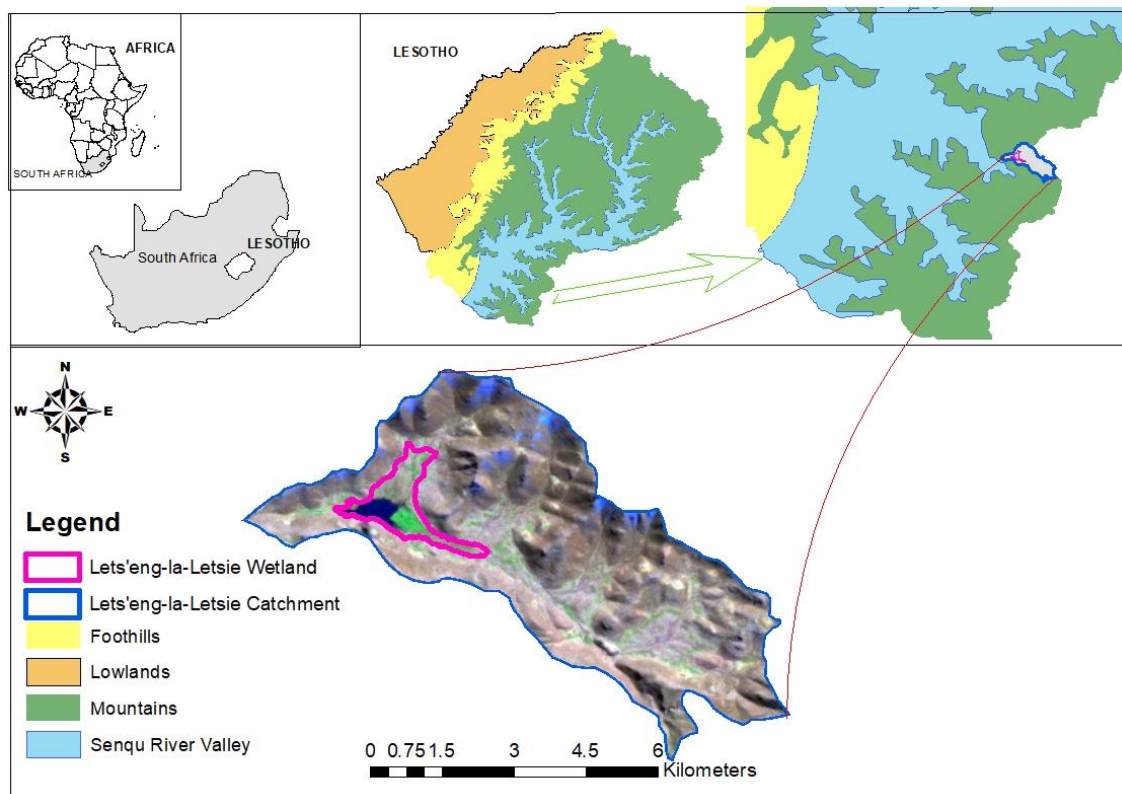 AFRICA
SOUTH AFRICA
South Africa
LESOTHO
LESOTHO
N
W
E
S
Legend
Lets'eng-la-Letsie Wetland
Lets'eng-la-Letsie Catchment
Foothills
Lowlands
Mountains
Senqu River Valley
0 0.75 1.5 3 4.5 6
Kilometers